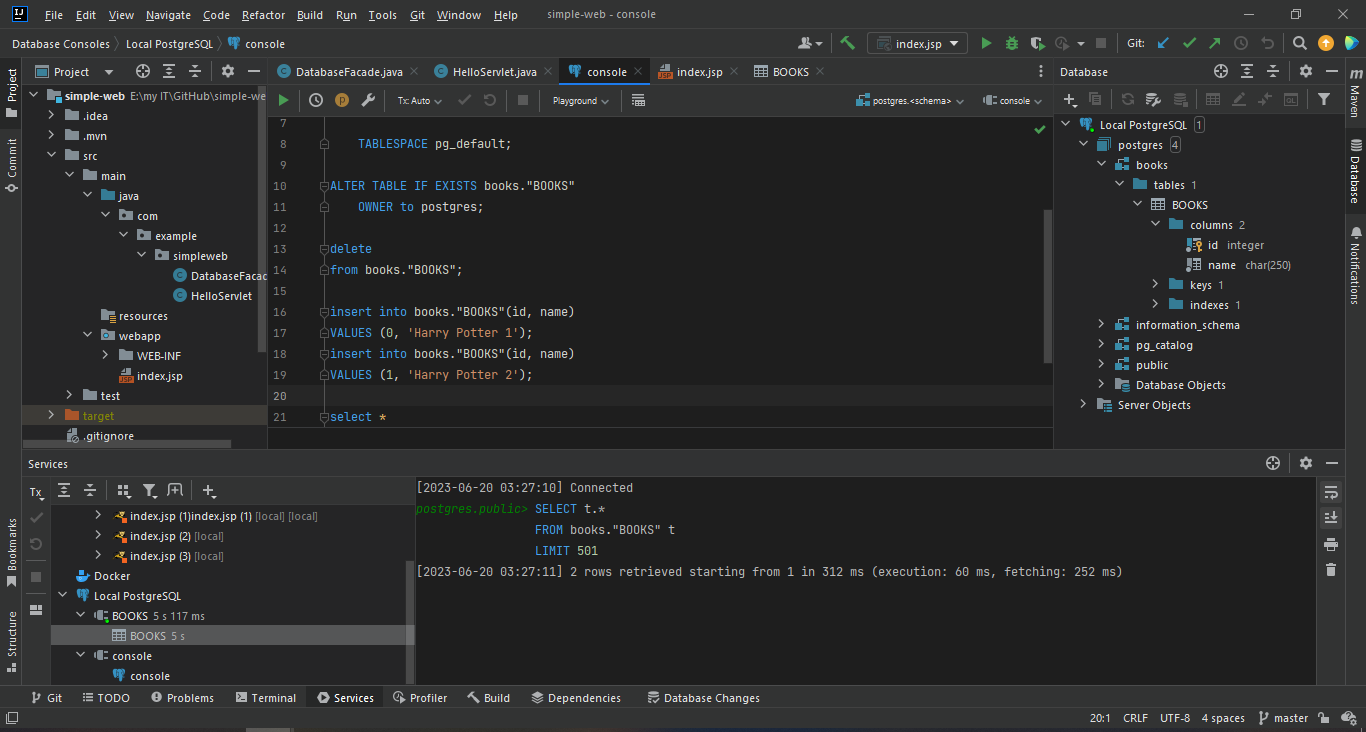 File Edit View Navigate Code Refactor Build Run Tools Git Window Help simple-web - console
Database Consoles Local PostgreSQL console index.jsp Git:
Project DatabaseFacade.java HelloServlet.java console index.jsp BOOKS Database
Tx: Auto Playground postgres.<schema> console
Project
Commit
Bookmarks
Structure
simple-web E:\my IT\GitHub\simple-we
.idea
.mvn
src
main
java
com
example
simpleweb
DatabaseFacad
HelloServlet
resources
webapp
WEB-INF
index.jsp
test
target
.gitignore
7
8 TABLESPACE pg_default;
9
10 ALTER TABLE IF EXISTS books."BOOKS"
11 OWNER to postgres;
12
13 delete
14 from books."BOOKS";
15
16 insert into books."BOOKS"(id, name)
17 VALUES (0, 'Harry Potter 1');
18 insert into books."BOOKS"(id, name)
19 VALUES (1, 'Harry Potter 2');
20
21 select *
Local PostgreSQL 1
postgres 4
books
tables 1
BOOKS
columns 2
id integer
name char(250)
keys 1
indexes 1
information_schema
pg_catalog
public
Database Objects
Server Objects
Maven
Database
Notifications
Services
Tx
index.jsp (1)index.jsp (1) [local] [local]
index.jsp (2) [local]
index.jsp (3) [local]
Docker
Local PostgreSQL
BOOKS 5 s 117 ms
BOOKS 5 s
console
console
[2023-06-20 03:27:10] Connected
postgres.public> SELECT t.*
FROM books."BOOKS" t
LIMIT 501
[2023-06-20 03:27:11] 2 rows retrieved starting from 1 in 312 ms (execution: 60 ms, fetching: 252 ms)
Git TODO Problems Terminal Services Profiler Build Dependencies Database Changes
20:1 CRLF UTF-8 4 spaces master